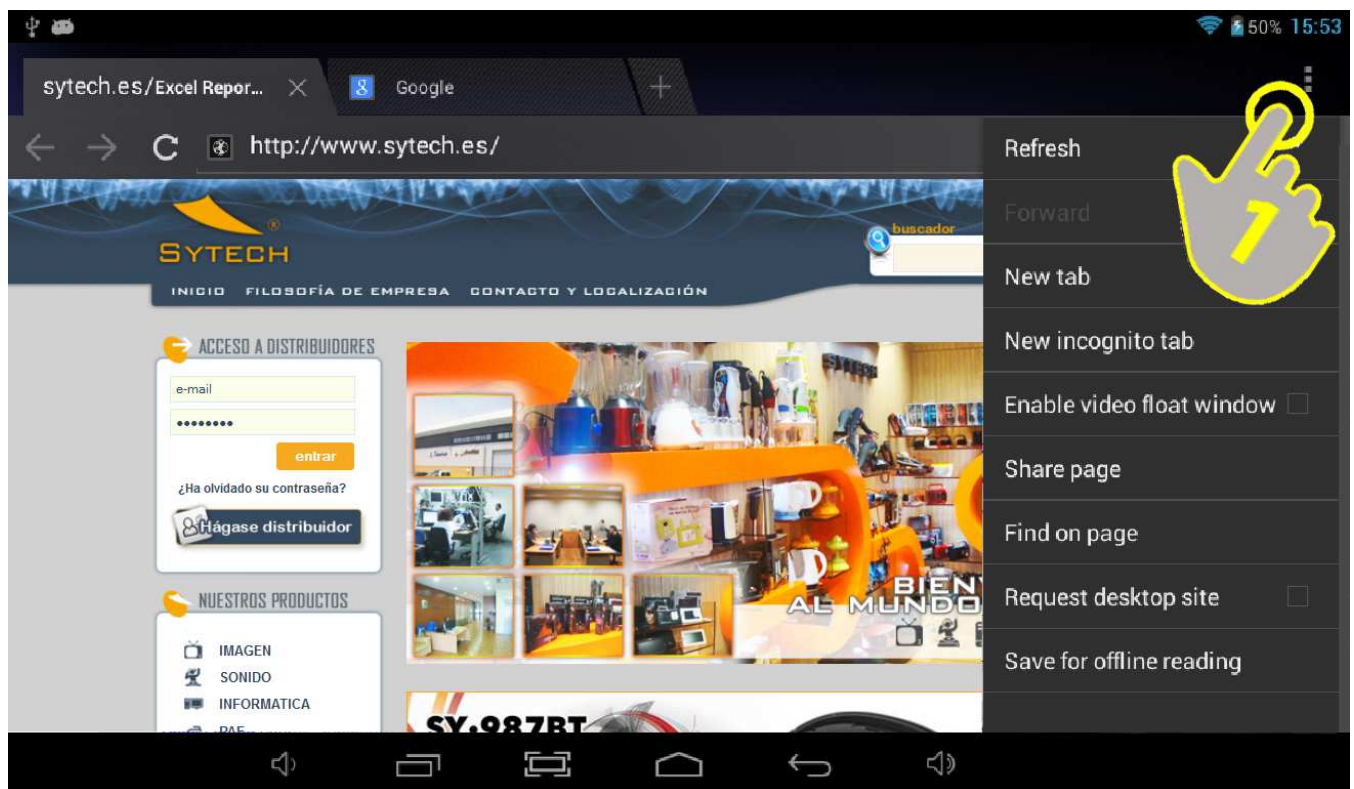 50% 15:53
sytech.es/Excel Repor... Google
http://www.sytech.es/
Refresh
Forward
New tab
New incognito tab
Enable video float window
Share page
Find on page
Request desktop site
Save for offline reading
1
SYTECH ®
buscador
INICIO FILOSOFÍA DE EMPRESA CONTACTO Y LOCALIZACIÓN
ACCESO A DISTRIBUIDORES
e-mail
entrar
¿Ha olvidado su contraseña?
Hágase distribuidor
NUESTROS PRODUCTOS
IMAGEN
SONIDO
INFORMATICA
PAE
BIEN
AL MUNDO
SY-987BT